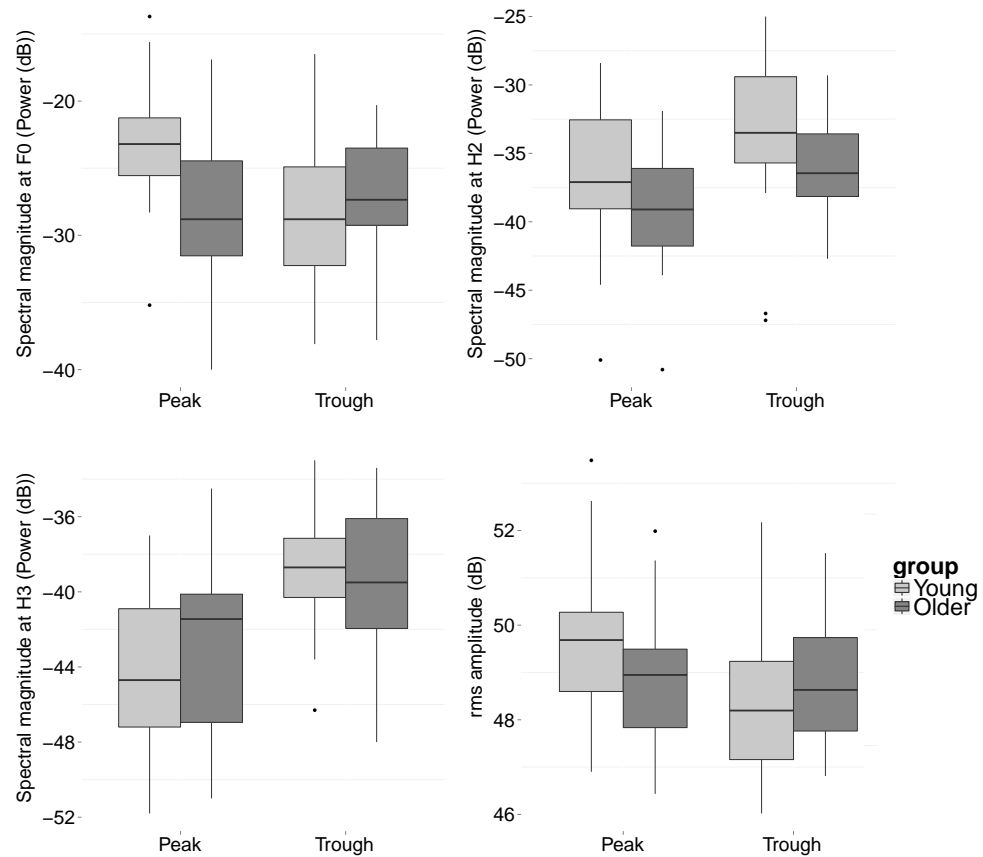 Spectral magnitude at F0 (Power (dB))
−20
−30
−40
Peak
Trough
Spectral magnitude at H2 (Power (dB))
−25
−30
−35
−40
−45
−50
Peak
Trough
Spectral magnitude at H3 (Power (dB))
−36
−40
−44
−48
−52
Peak
Trough
rms amplitude (dB)
52
50
48
46
Peak
Trough
group
Young
Older